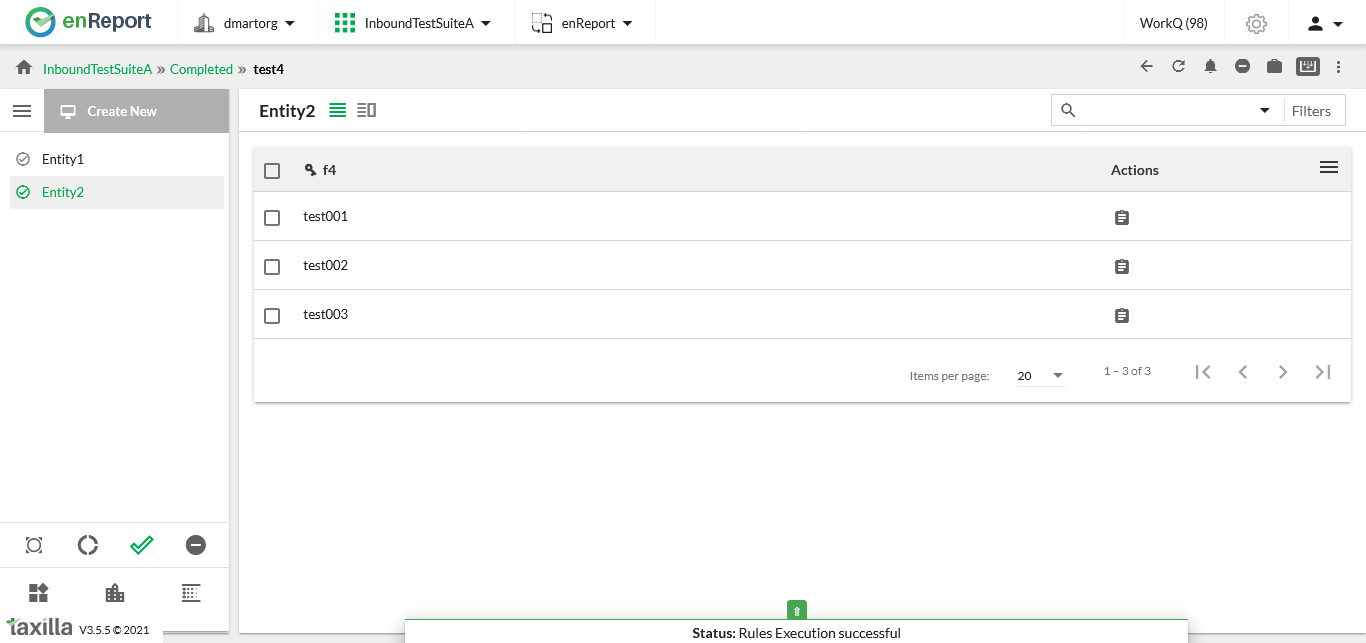 enReport
dmartorg
InboundTestSuiteA
enReport
WorkQ (98)
InboundTestSuiteA » Completed » test4
Create New
Entity2
Filters
Entity1
Entity2
f4
Actions
test001
test002
test003
Items per page:
20
1 – 3 of 3
taxilla
V3.5.5 © 2021
Status: Rules Execution successful